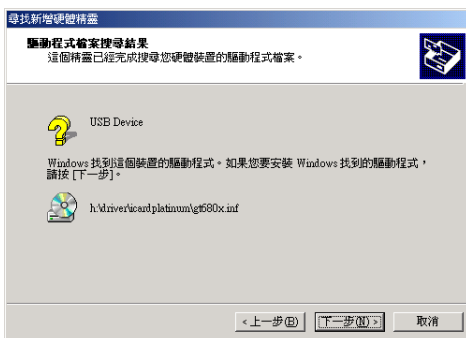 尋找新增硬體精靈
驅動程式檔案搜尋結果
這個精靈已經完成搜尋您硬體裝置的驅動程式檔案。
USB Device
Windows 找到這個裝置的驅動程式。如果您要安裝 Windows 找到的驅動程式，
請按 [下一步]。
h:\driver\icardplatinum\gt680x.inf
<上一步(B) 下一步(N)> 取消